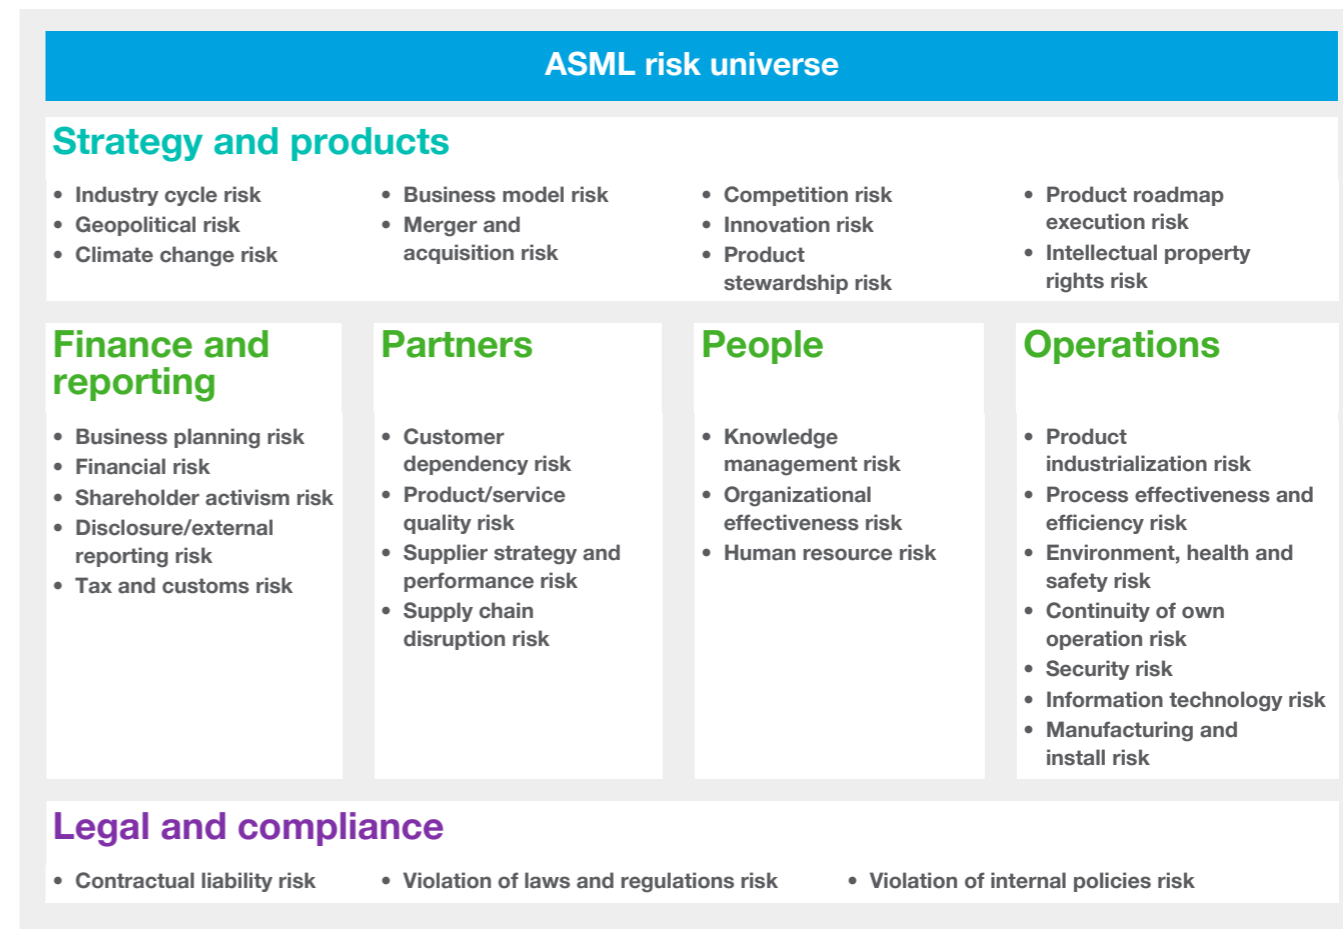 ASML risk universe
Strategy and products
• Industry cycle risk
• Geopolitical risk
• Climate change risk
• Business model risk
• Merger and
acquisition risk
• Competition risk
• Innovation risk
• Product
stewardship risk
• Product roadmap
execution risk
• Intellectual property
rights risk
Finance and
reporting
• Business planning risk
• Financial risk
• Shareholder activism risk
• Disclosure/external
reporting risk
• Tax and customs risk
Partners
• Customer
dependency risk
• Product/service
quality risk
• Supplier strategy and
performance risk
• Supply chain
disruption risk
People
• Knowledge
management risk
• Organizational
effectiveness risk
• Human resource risk
Operations
• Product
industrialization risk
• Process effectiveness and
efficiency risk
• Environment, health and
safety risk
• Continuity of own
operation risk
• Security risk
• Information technology risk
• Manufacturing and
install risk
Legal and compliance
• Contractual liability risk
• Violation of laws and regulations risk
• Violation of internal policies risk